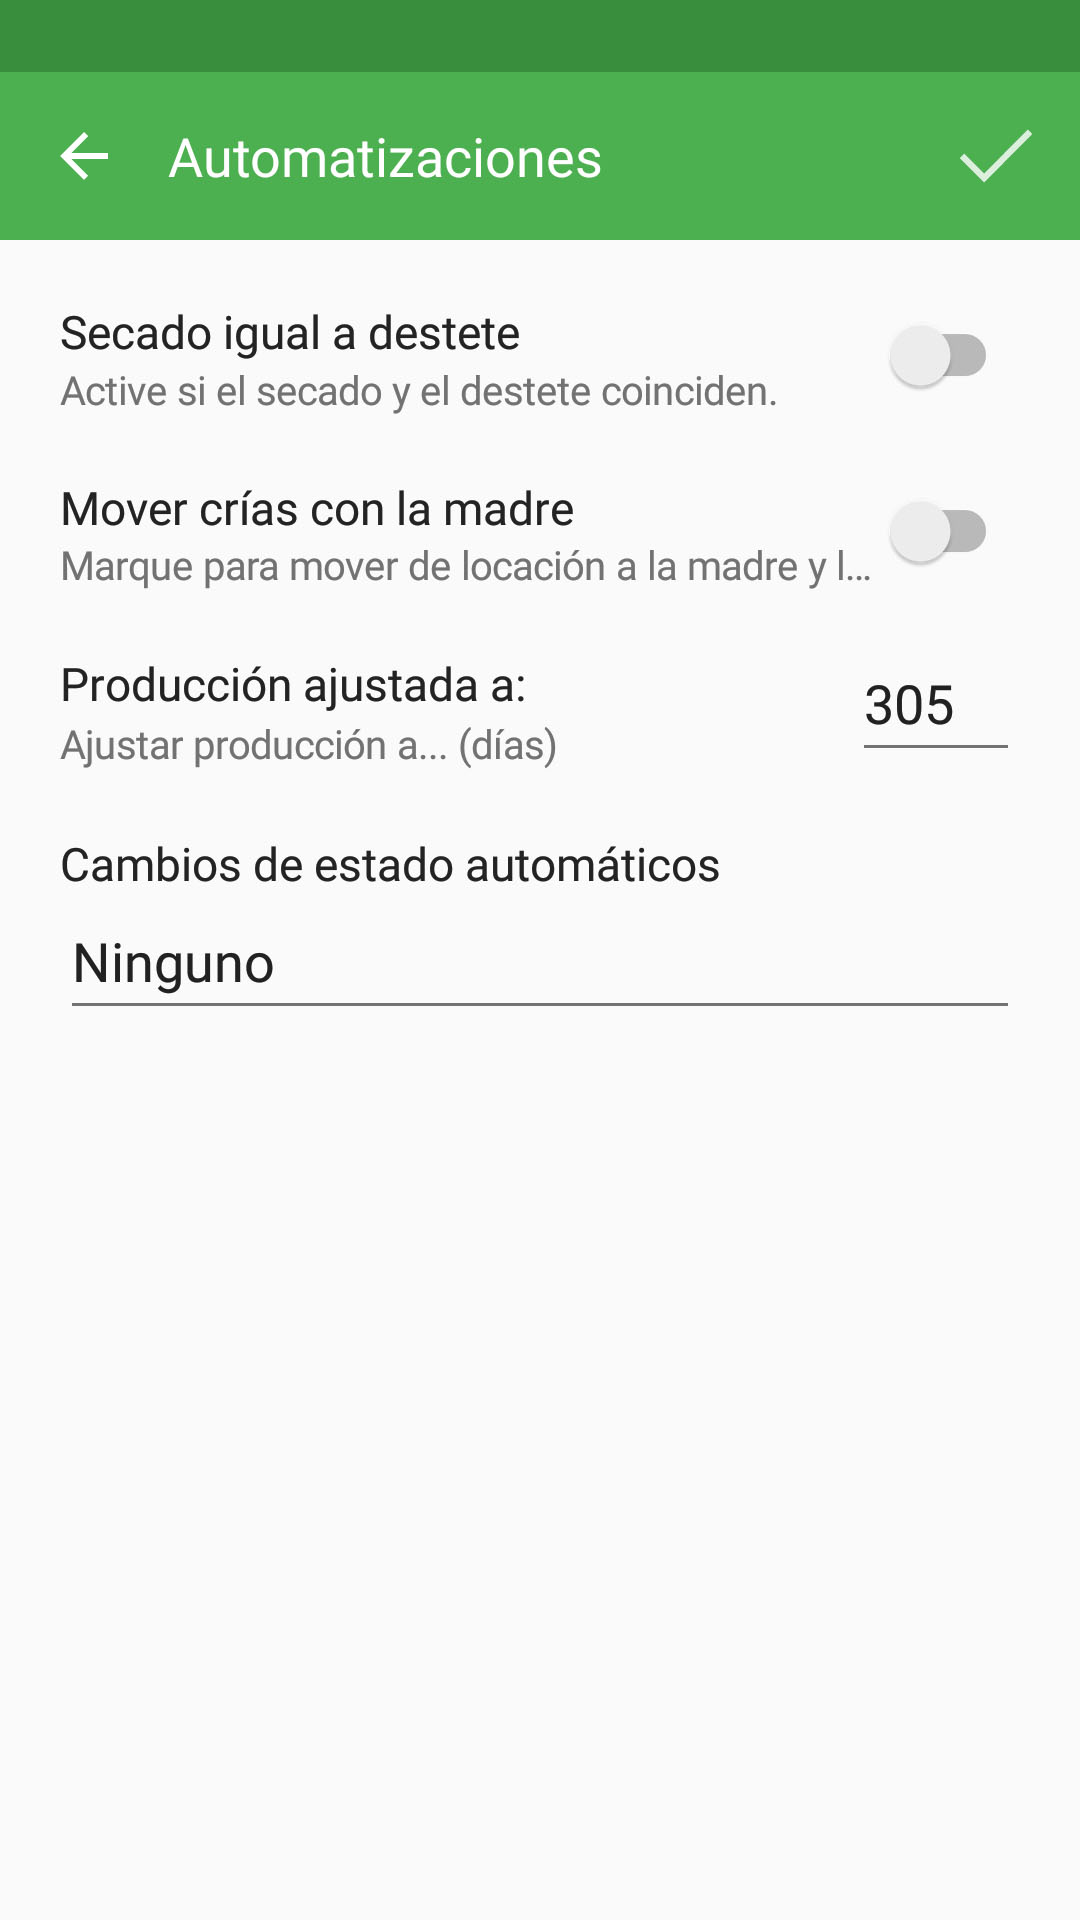 Automatizaciones
Secado igual a destete
Active si el secado y el destete coinciden.
Mover crías con la madre
Marque para mover de locación a la madre y l...
Producción ajustada a:
305
Ajustar producción a... (días)
Cambios de estado automáticos
Ninguno